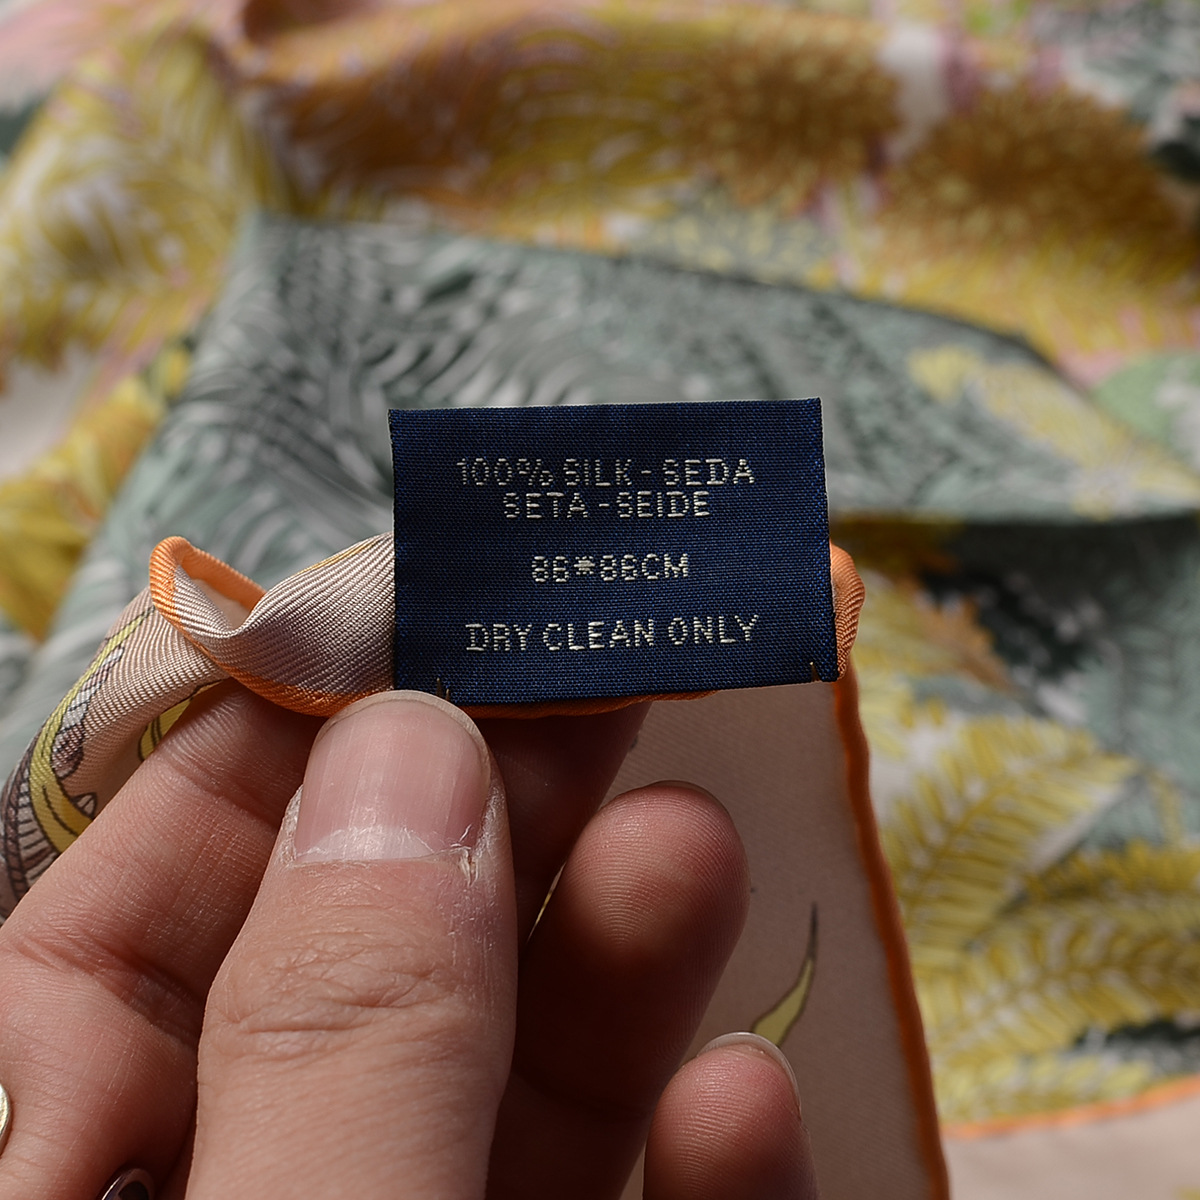 100% SILK - SEDA
SETA - SEIDE
88*88CM
DRY CLEAN ONLY